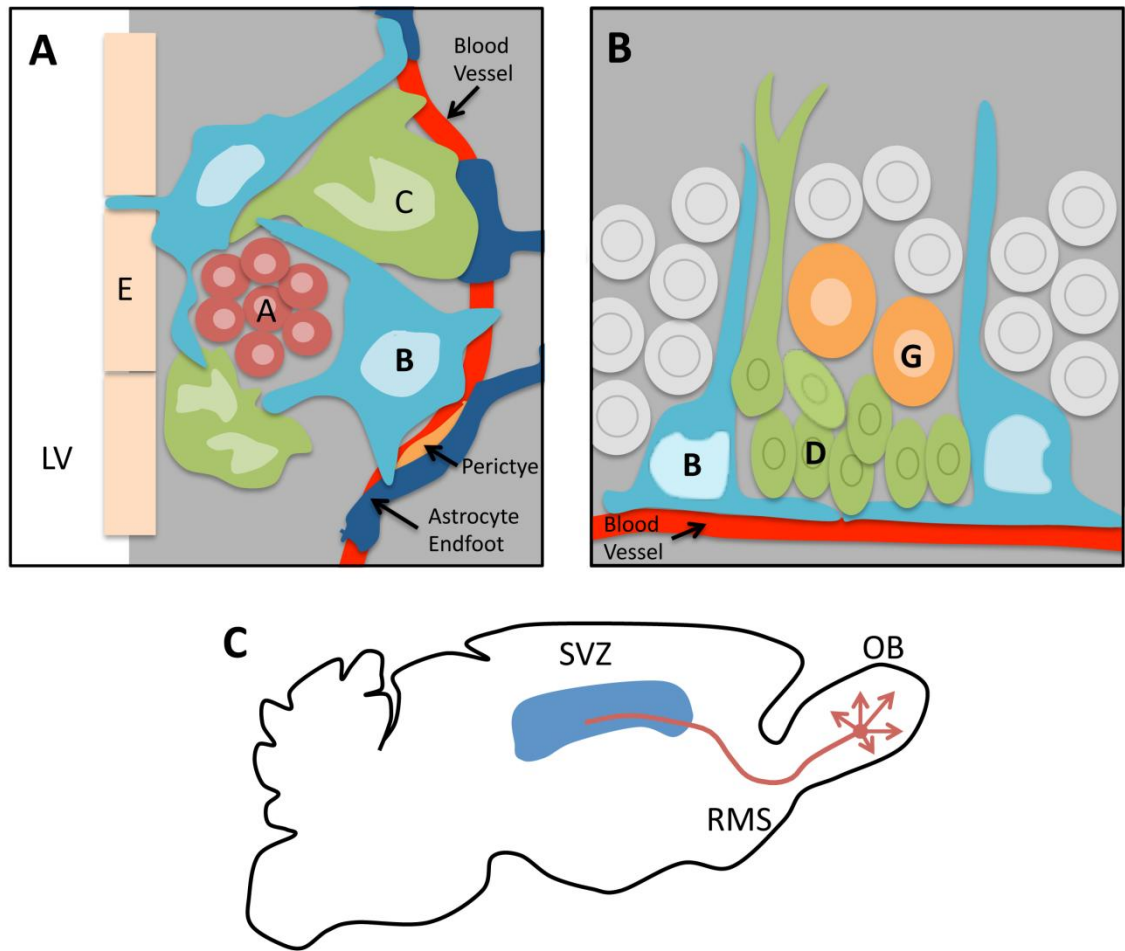 A
Blood
Vessel
C
E
A
B
LV
Perictye
Astrocyte
Endfoot
B
G
B
D
Blood
Vessel
C
SVZ
OB
RMS